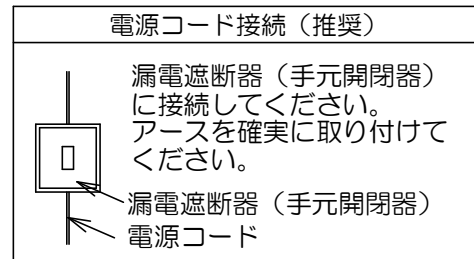 電源コード接続（推奨）
漏電遮断器（手元開閉器）
に接続してください。
アースを確実に取り付けて
ください。
漏電遮断器（手元開閉器）
電源コード